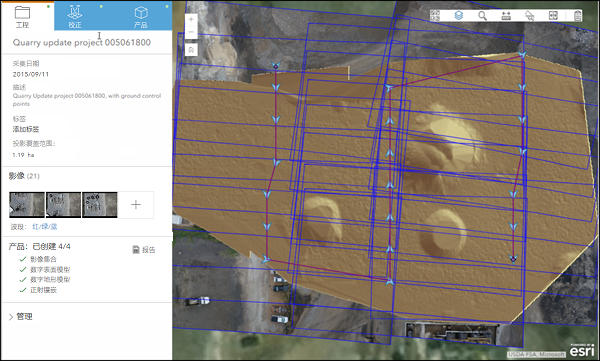 工程
校正
产品
Quarry update project 005061800
采集日期
2015/09/11
描述
Quarry Update project 005061800, with ground control
points
标签
添加标签
投影覆盖范围:
1.19 ha
影像 (21)
波段: 红/绿/蓝
产品: 已创建 4/4
报告
影像集合
数字表面模型
数字地形模型
正射镶嵌
管理
POWERED BY
esri
USDA FSA, Microsoft